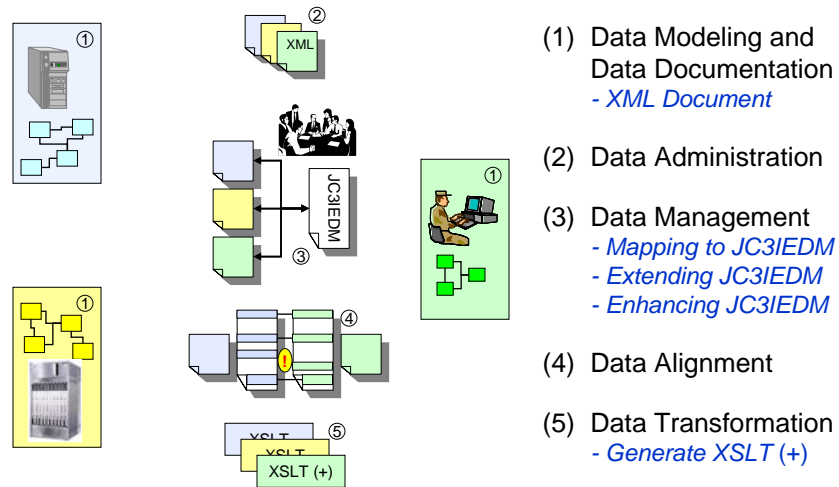 ①
②
XML
①
JC3IEDM
③
①
④
!
①
XSLT
XSLT
XSLT (+)
⑤
(1) Data Modeling and
Data Documentation
- XML Document
(2) Data Administration
(3) Data Management
- Mapping to JC3IEDM
- Extending JC3IEDM
- Enhancing JC3IEDM
(4) Data Alignment
(5) Data Transformation
- Generate XSLT (+)